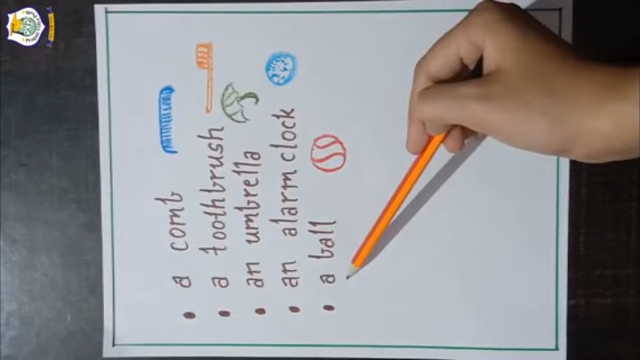 • a comb
• a toothbrush
• an umbrella
• an alarm clock
• a ball